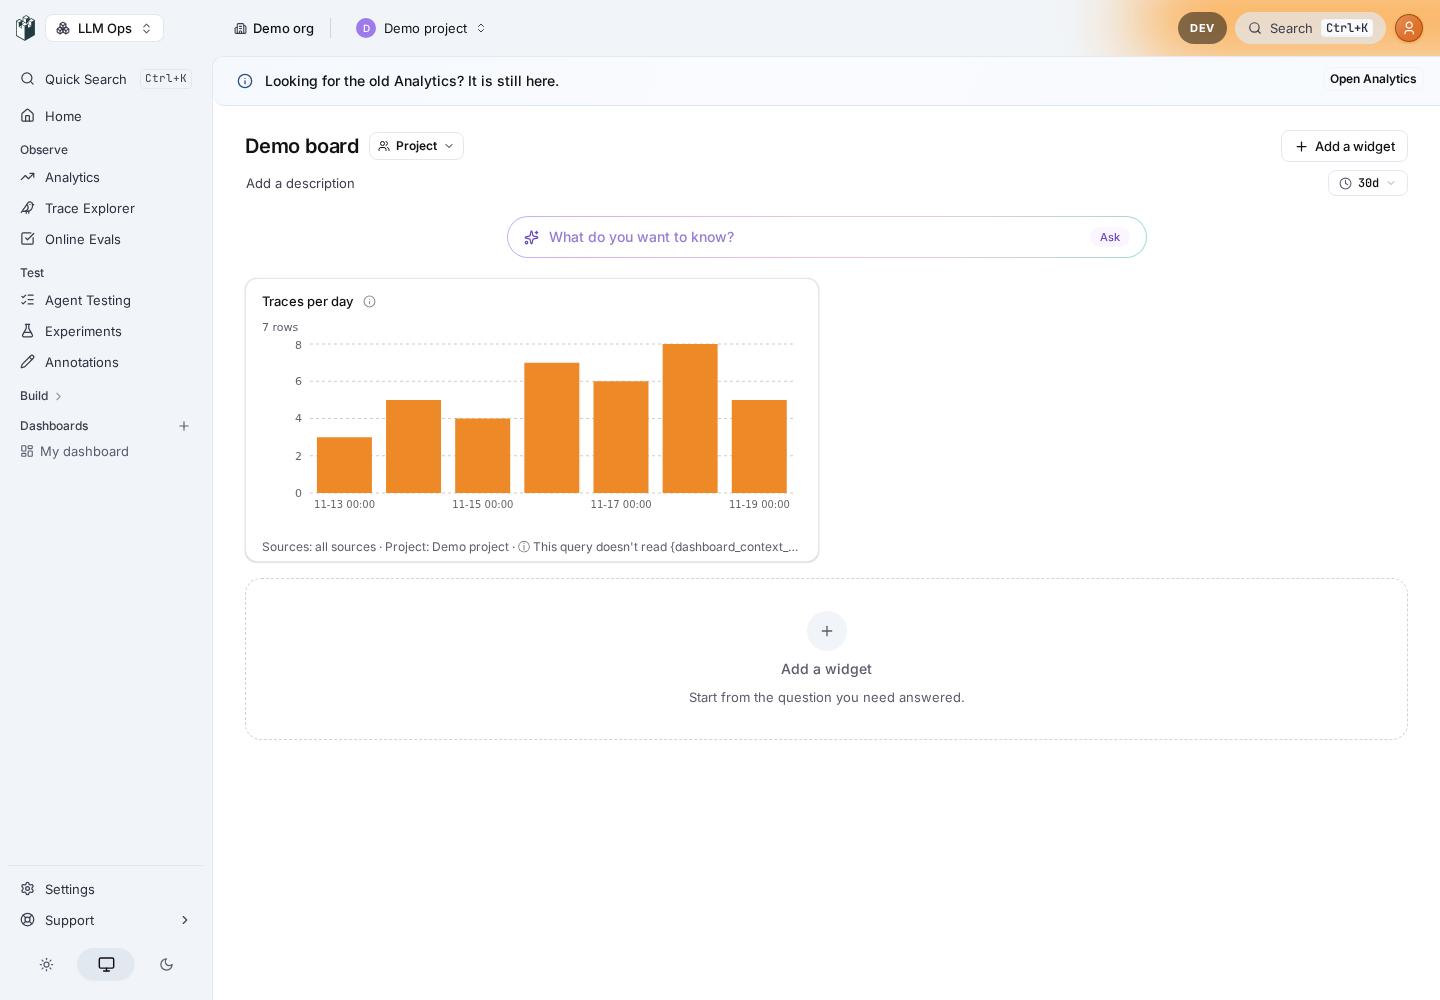 LLM Ops
Demo org
D
Demo project
DEV
Search Ctrl+K
Quick Search Ctrl+K
Home
Observe
Analytics
Trace Explorer
Online Evals
Test
Agent Testing
Experiments
Annotations
Build
Dashboards
My dashboard
Settings
Support
Looking for the old Analytics? It is still here.
Open Analytics
Demo board
Project
Add a widget
Add a description
30d
What do you want to know?
Ask
Traces per day
7 rows
8
6
4
2
0
11-13 00:00 11-15 00:00 11-17 00:00 11-19 00:00
Sources: all sources · Project: Demo project · ⓘ This query doesn't read {dashboard_context_...
Add a widget
Start from the question you need answered.